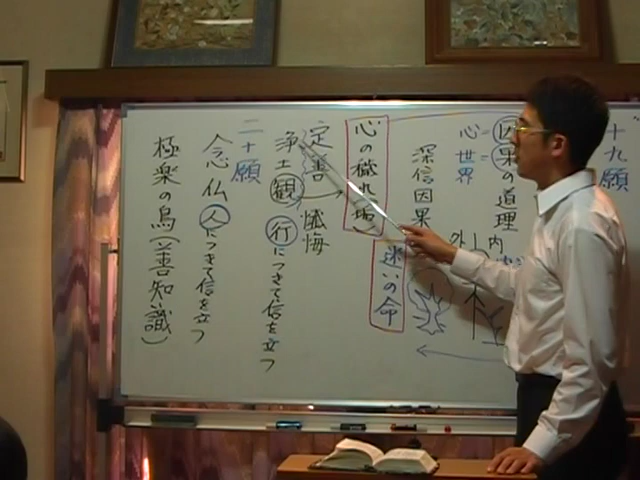 十九願
因果の道理
心=
世界=
内
外
深信因果
心の穢れ(場)
迷いの命
定善
懺悔
浄土観
行につきて信を立つ
二十願
念仏
人につきて信を立つ
極楽の鳥(善知識)